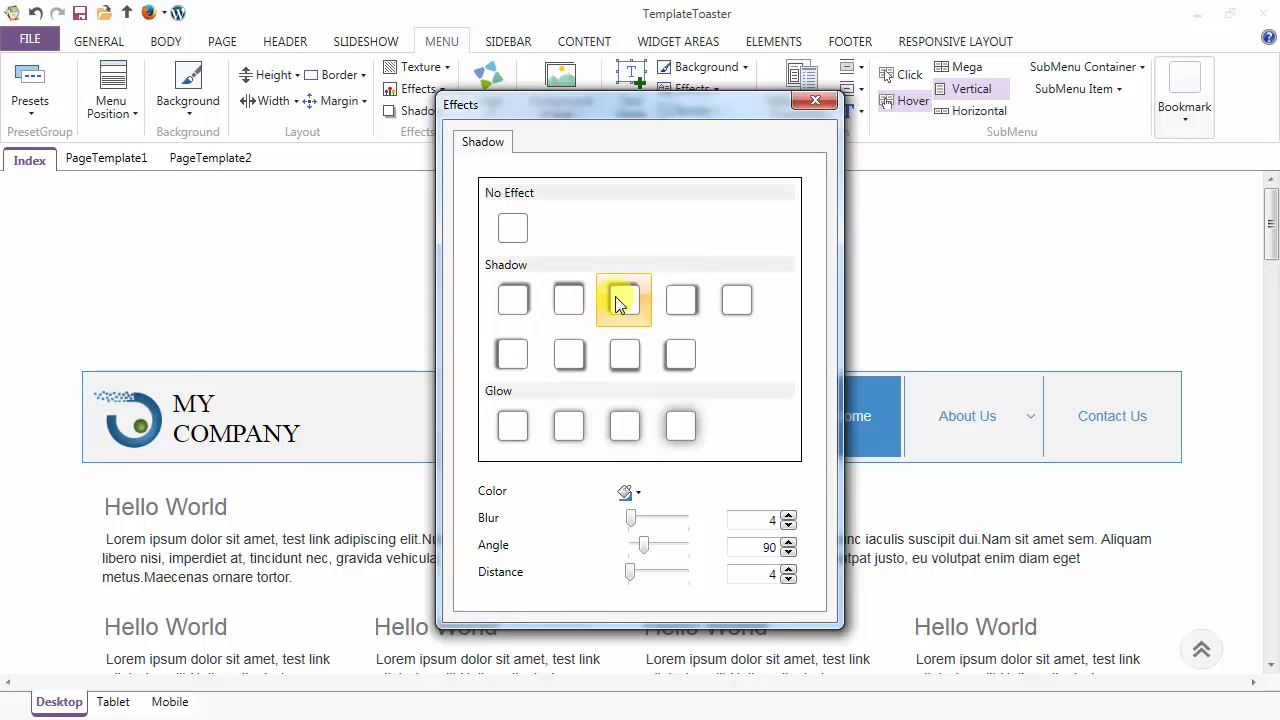 TemplateToaster
FILE GENERAL BODY PAGE HEADER SLIDESHOW MENU SIDEBAR CONTENT WIDGET AREAS ELEMENTS FOOTER RESPONSIVE LAYOUT
Presets
PresetGroup
Menu
Position
Background
Background
Height Border
Width Margin
Layout
Texture
Effects
Shado
Effects
Background
Click
Hover
Mega
Vertical
Horizontal
SubMenu Container
SubMenu Item
SubMenu
Bookmark
Index PageTemplate1 PageTemplate2
Effects
Shadow
No Effect
Shadow
Glow
Color
Blur 4
Angle 90
Distance 4
MY
COMPANY
ome About Us Contact Us
Hello World
Lorem ipsum dolor sit amet, test link adipiscing elit.N
c iaculis suscipit dui.Nam sit amet sem. Aliquam
libero nisi, imperdiet at, tincidunt nec, gravida vehicula
utpat justo, eu volutpat enim diam eget
metus.Maecenas ornare tortor.
Hello World Hello World Hello World
Lorem ipsum dolor sit amet, test link Lorem ipsum dolor sit amet, test link Lorem ipsum dolor sit amet, test link Lorem ipsum dolor sit amet, test link
Desktop Tablet Mobile